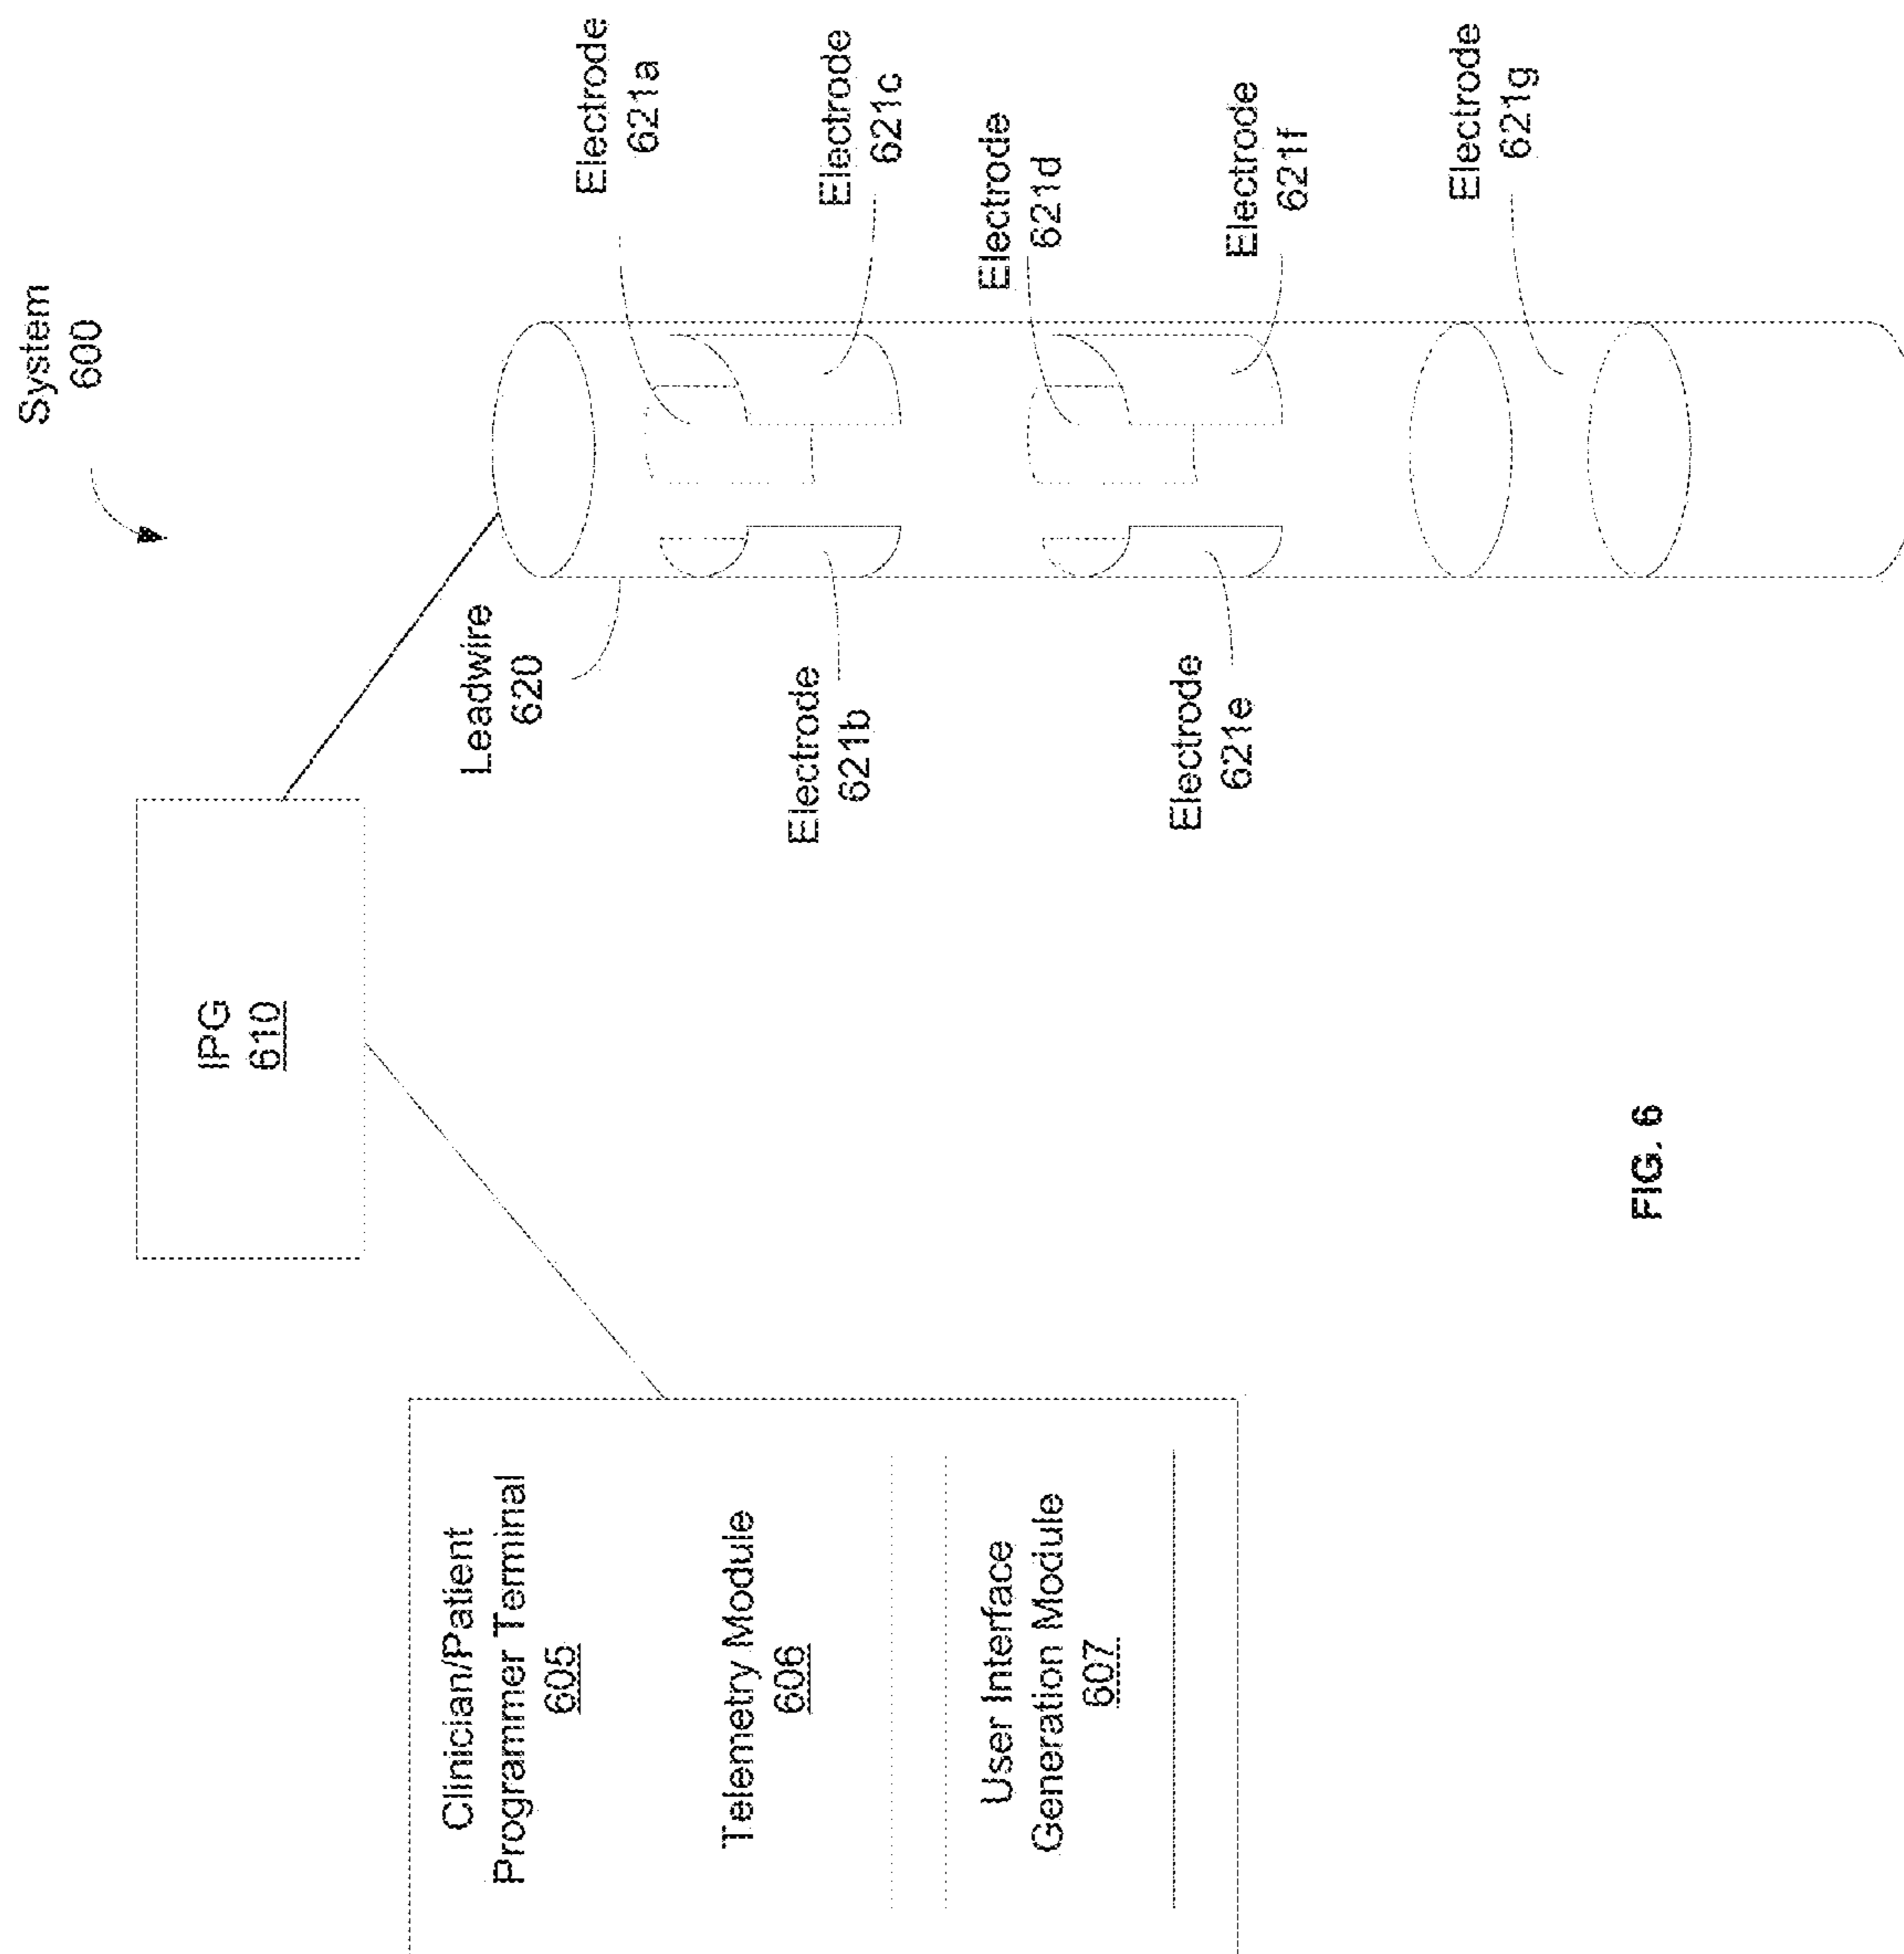 System
600
IPG
610
Clinician/Patient
Programmer Terminal
605
Telemetry Module
606
User Interface
Generation Module
607
Leadwire
620
Electrode
621a
Electrode
621b
Electrode
621c
Electrode
621d
Electrode
621e
Electrode
621f
Electrode
621g
FIG. 6